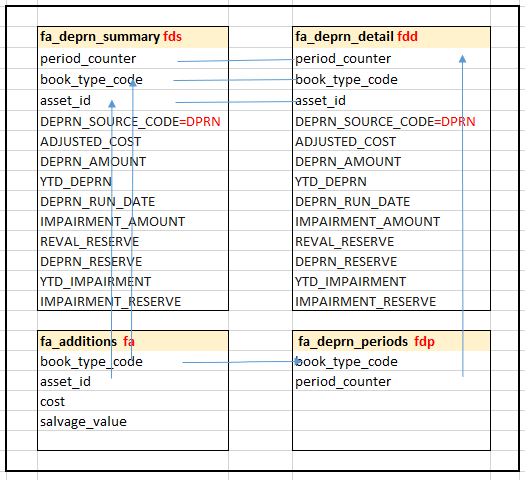 fa_deprn_summary fds
period_counter
book_type_code
asset_id
DEPRN_SOURCE_CODE=DPRN
ADJUSTED_COST
DEPRN_AMOUNT
YTD_DEPRN
DEPRN_RUN_DATE
IMPAIRMENT_AMOUNT
REVAL_RESERVE
DEPRN_RESERVE
YTD_IMPAIRMENT
IMPAIRMENT_RESERVE
fa_deprn_detail fdd
period_counter
book_type_code
asset_id
DEPRN_SOURCE_CODE=DPRN
ADJUSTED_COST
DEPRN_AMOUNT
YTD_DEPRN
DEPRN_RUN_DATE
IMPAIRMENT_AMOUNT
REVAL_RESERVE
DEPRN_RESERVE
YTD_IMPAIRMENT
IMPAIRMENT_RESERVE
fa_additions fa
book_type_code
asset_id
cost
salvage_value
fa_deprn_periods fdp
book_type_code
period_counter